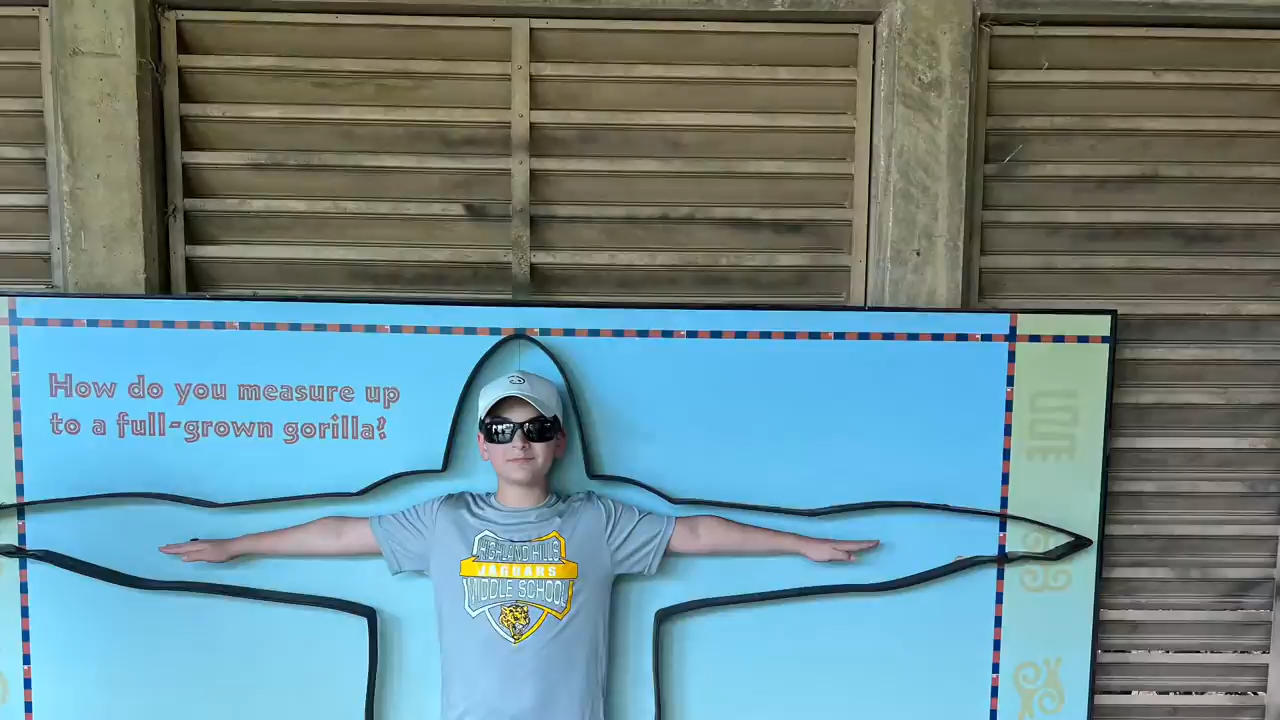 How do you measure up
to a full-grown gorilla?
HIGHLAND HILLS
JAGUARS
MIDDLE SCHOOL